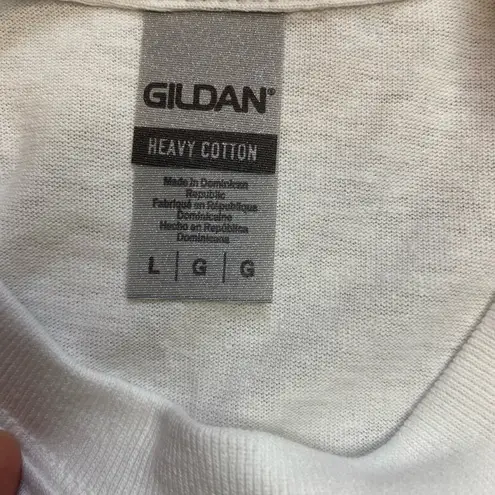 GILDAN®
HEAVY COTTON
Made in Dominican
Republic
Fabriqué en République
Dominicaine
Hecho en República
Dominicana
L | G | G